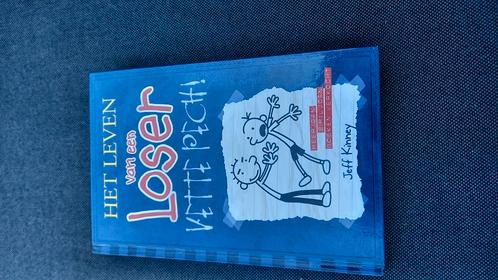 HET LEVEN
van een
LOSER
VETTE PECH!
Jeff Kinney